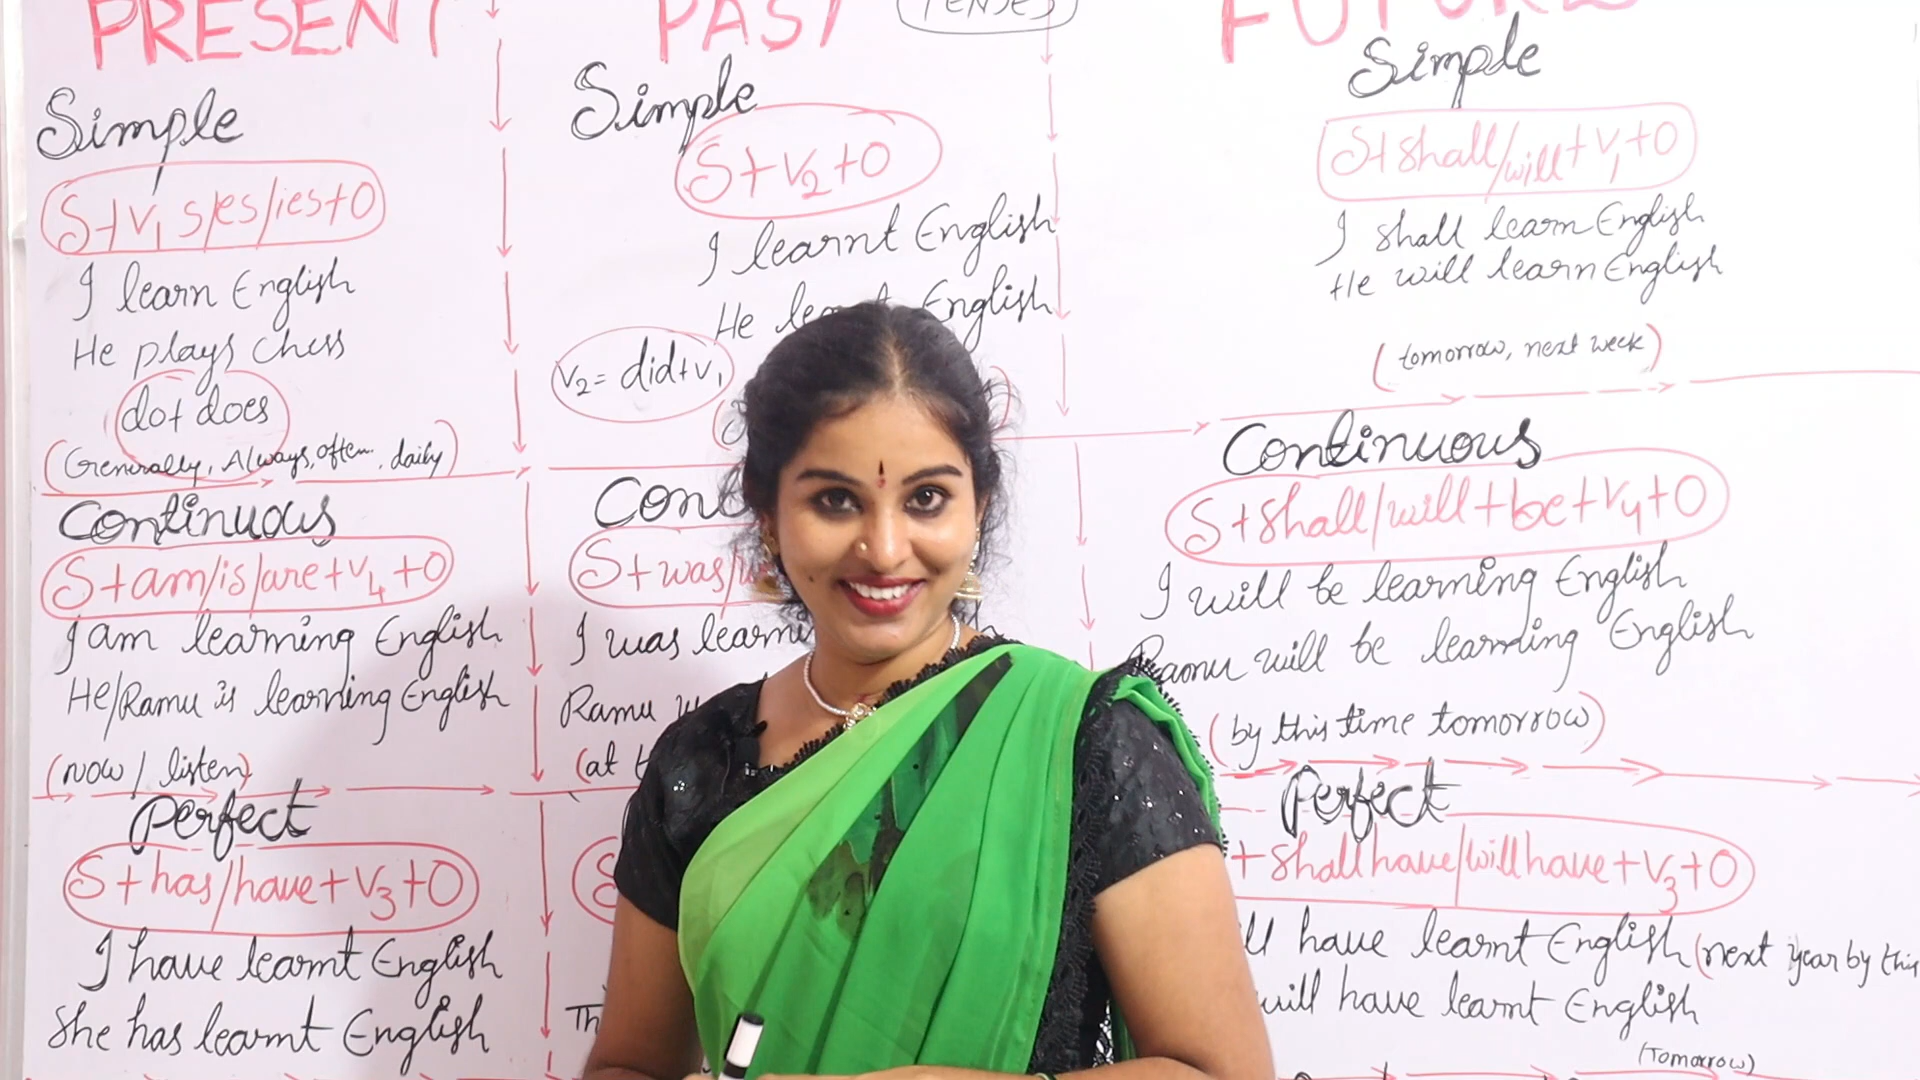 PRESENT
Simple
S+V1 s/es/ies+O
I learn English
He plays chess
do+does
(Generally, Always, often, daily)
Continuous
S+am/is/are+V4+O
I am learning English
He/Ramu is learning English
(now / listen)
Perfect
S+has/have+V3+O
I have learnt English
She has learnt English
PAST
TENSES
Simple
S+V2+O
I learnt English
He English
V2= did+V1
S+was/
I was
Ramu
(at
FUTURE
Simple
S+shall/will+V1+O
I shall learn English
He will learn English
(tomorrow, next week)
Continuous
S+shall/will+be+V4+O
I will be learning English
Ramu will be learning English
(by this time tomorrow)
Perfect
+shall have/will have+V3+O
have learnt English (next year by this
will have learnt English
(Tomorrow)